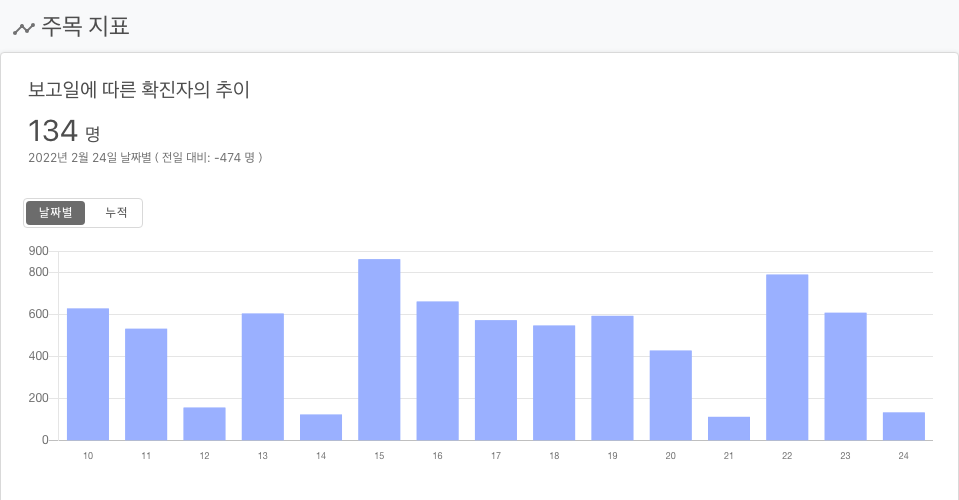 주목 지표
보고일에 따른 확진자의 추이
134 명
2022년 2월 24일 날짜별 ( 전일 대비: -474 명 )
날짜별 누적
900
800
600
400
200
0
10 11 12 13 14 15 16 17 18 19 20 21 22 23 24